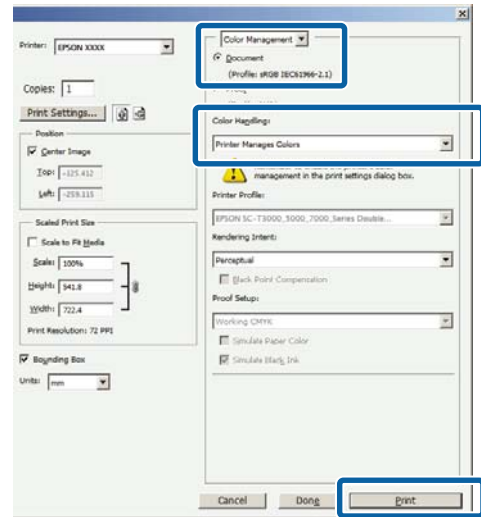 Printer: EPSON XXXX
Copies: 1
Print Settings...
Position
Center Image
Top: -125.412
Left: -259.115
Scaled Print Size
Scale to Fit Media
Scale: 100%
Height: 541.8
Width: 722.4
Print Resolution: 72 PPI
Bounding Box
Units: mm
Color Management
Document
(Profile: sRGB IEC61966-2.1)
Color Handling:
Printer Manages Colors
management in the print settings dialog box.
Printer Profile:
EPSON SC-T3000_5000_7000_Series Double...
Rendering Intent:
Perceptual
Black Point Compensation
Proof Setup:
Working CMYK
Simulate Paper Color
Simulate Black Ink
Cancel
Done
Print